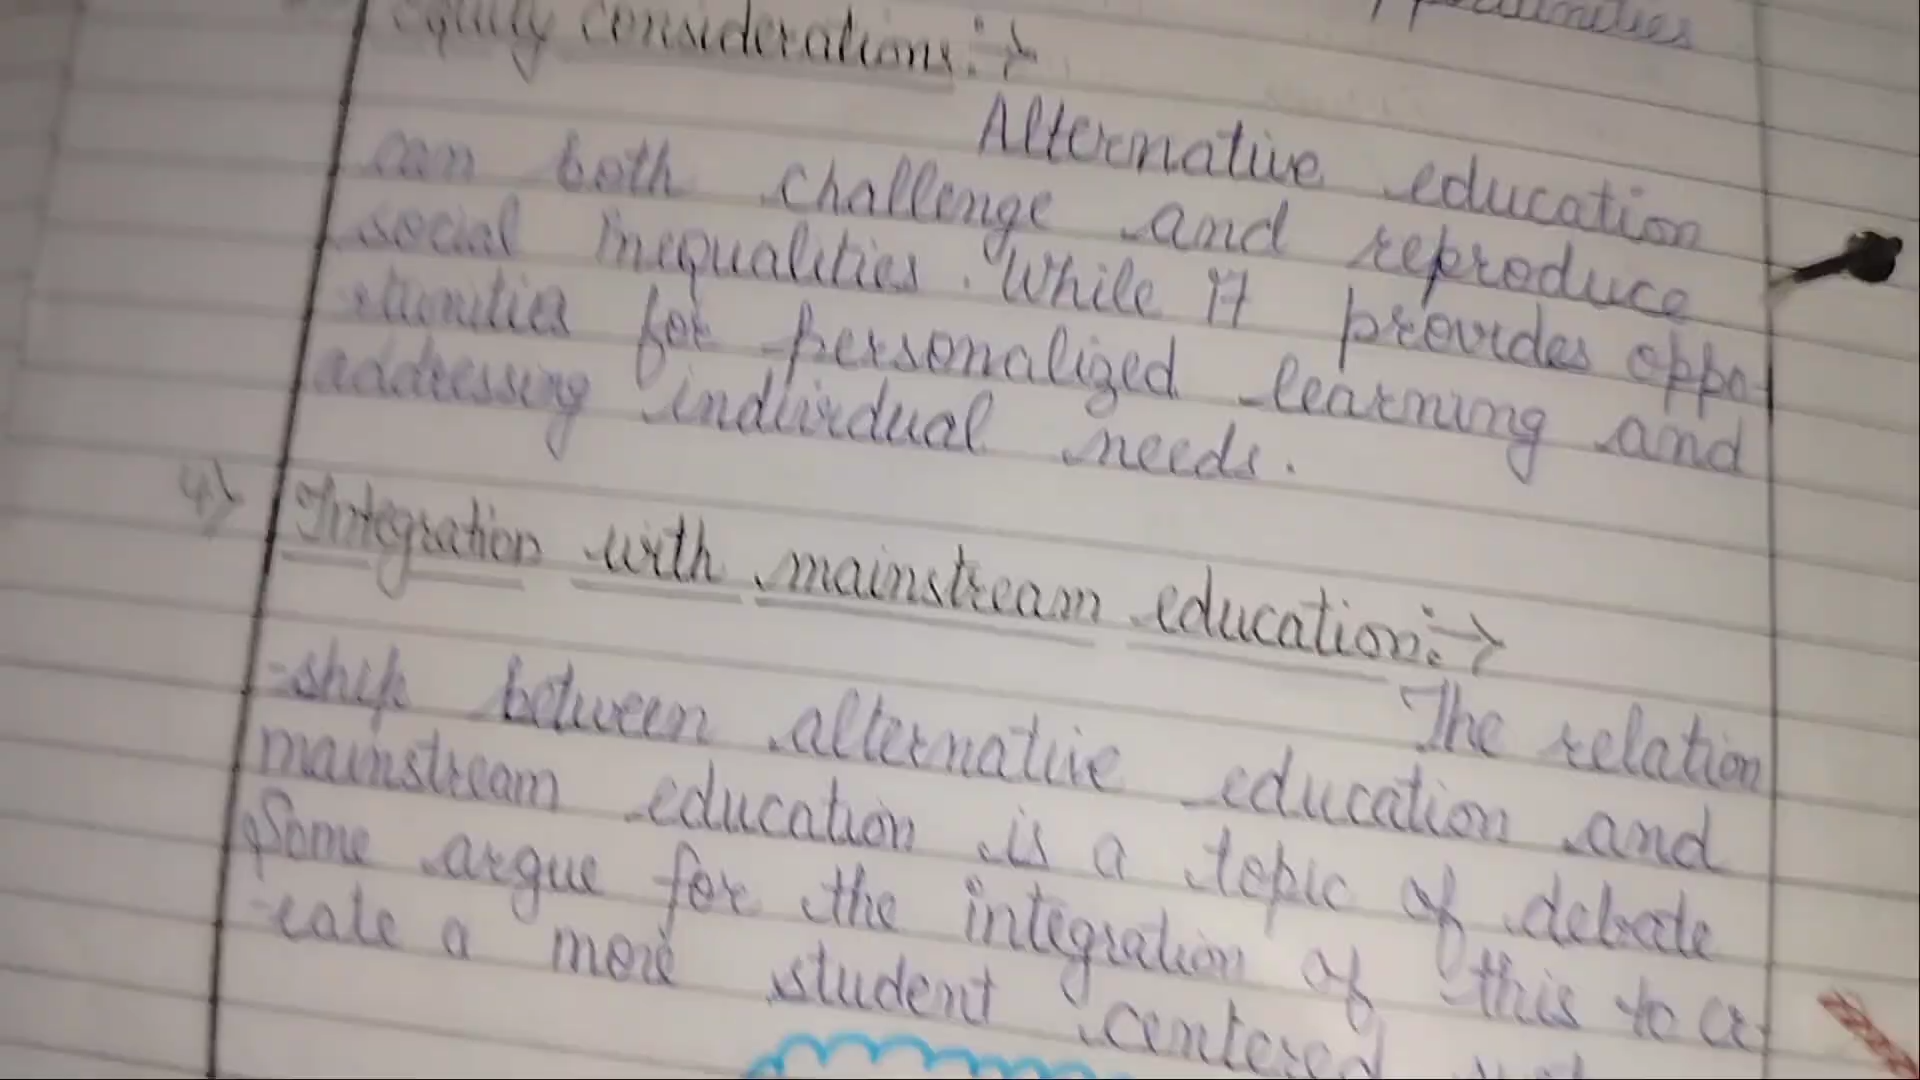 opportunities
equity considerations:->
Alternative education
can both challenge and reproduce
social inequalities. While it provides oppo-
-rtunities for personalized learning and
addressing individual needs.
4) Integration with mainstream education:->
The relation
-ship between alternative education and
mainstream education is a topic of debate
Some argue for the integration of this to cr-
-eate a more student centered